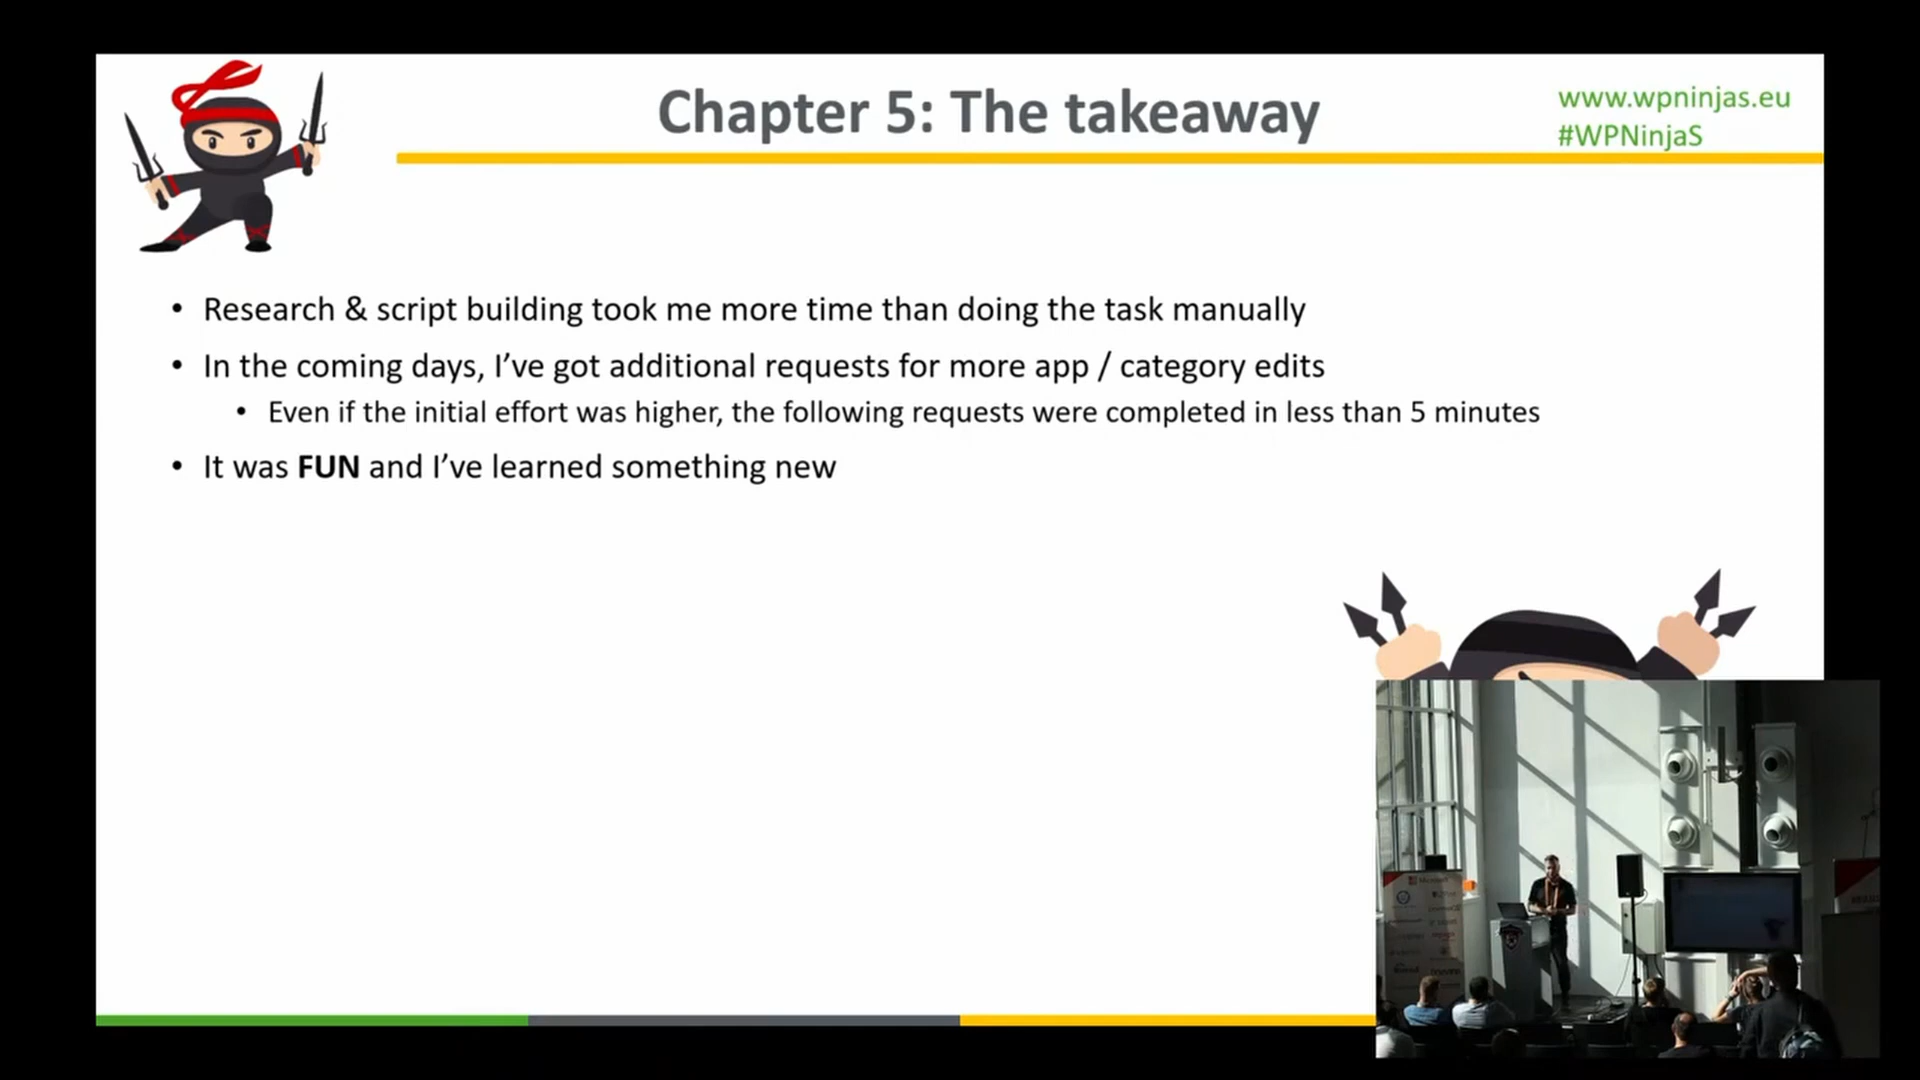 Chapter 5: The takeaway
www.wpninjas.eu
#WPNinjaS
• Research & script building took me more time than doing the task manually
• In the coming days, I’ve got additional requests for more app / category edits
• Even if the initial effort was higher, the following requests were completed in less than 5 minutes
• It was FUN and I’ve learned something new
Microsoft